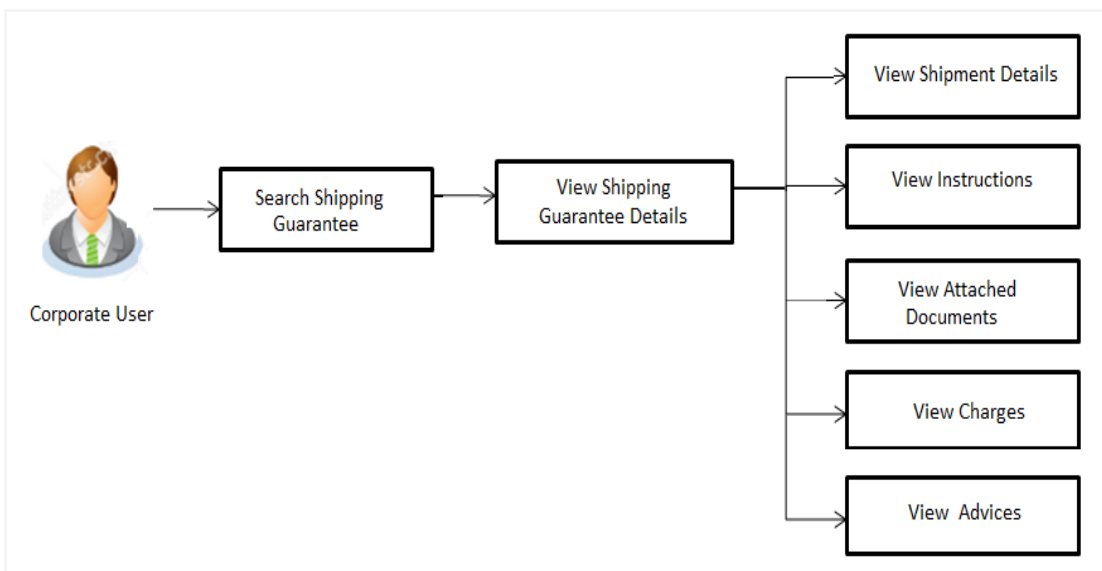 View Shipment Details
View Instructions
Search Shipping
Guarantee
View Shipping
Guarantee Details
View Attached
Documents
Corporate User
View Charges
View Advices